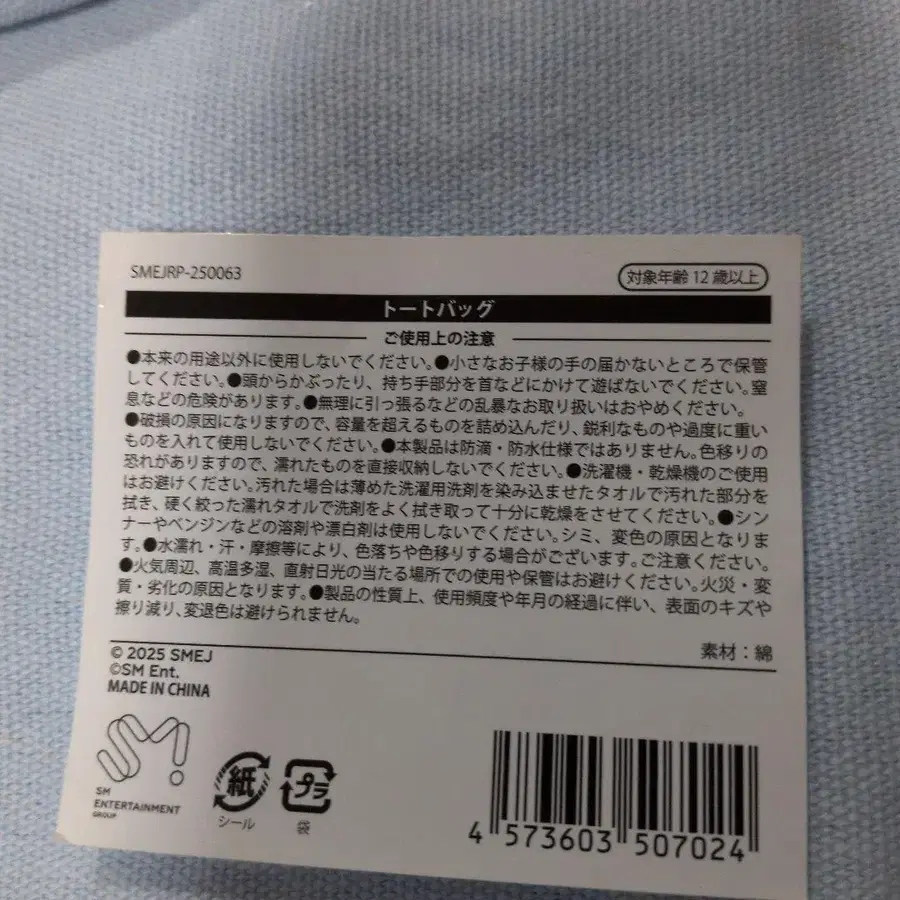 SMEJRP-250063
対象年齢 12 歳以上
トートバッグ
ご使用上の注意
●本来の用途以外に使用しないでください。●小さなお子様の手の届かないところで保管
してください。●頭からかぶったり、持ち手部分を首などにかけて遊ばないでください。窒
息などの危険があります。●無理に引っ張るなどの乱暴なお取り扱いはおやめください。
●破損の原因になりますので、容量を超えるものを詰め込んだり、鋭利なものや過度に重い
ものを入れて使用しないでください。●本製品は防滴・防水仕様ではありません。色移りの
恐れがありますので、濡れたものを直接収納しないでください。●洗濯機・乾燥機のご使用
はお避けください。汚れた場合は薄めた洗濯用洗剤を染み込ませたタオルで汚れた部分を
拭き、硬く絞った濡れタオルで洗剤をよく拭き取って十分に乾燥をさせてください。●シン
ナーやベンジンなどの溶剤や漂白剤は使用しないでください。シミ、変色の原因となりま
す。●水濡れ・汗・摩擦等により、色落ちや色移りする場合がございます。ご注意ください。
●火気周辺、高温多湿、直射日光の当たる場所での使用や保管はお避けください。火災・変
質・劣化の原因となります。●製品の性質上、使用頻度や年月の経過に伴い、表面のキズや
擦り減り、変退色は避けられません。
素材：綿
© 2025 SMEJ
©SM Ent.
MADE IN CHINA
SM
ENTERTAINMENT
GROUP
紙
シール
プラ
袋
4 573603 507024